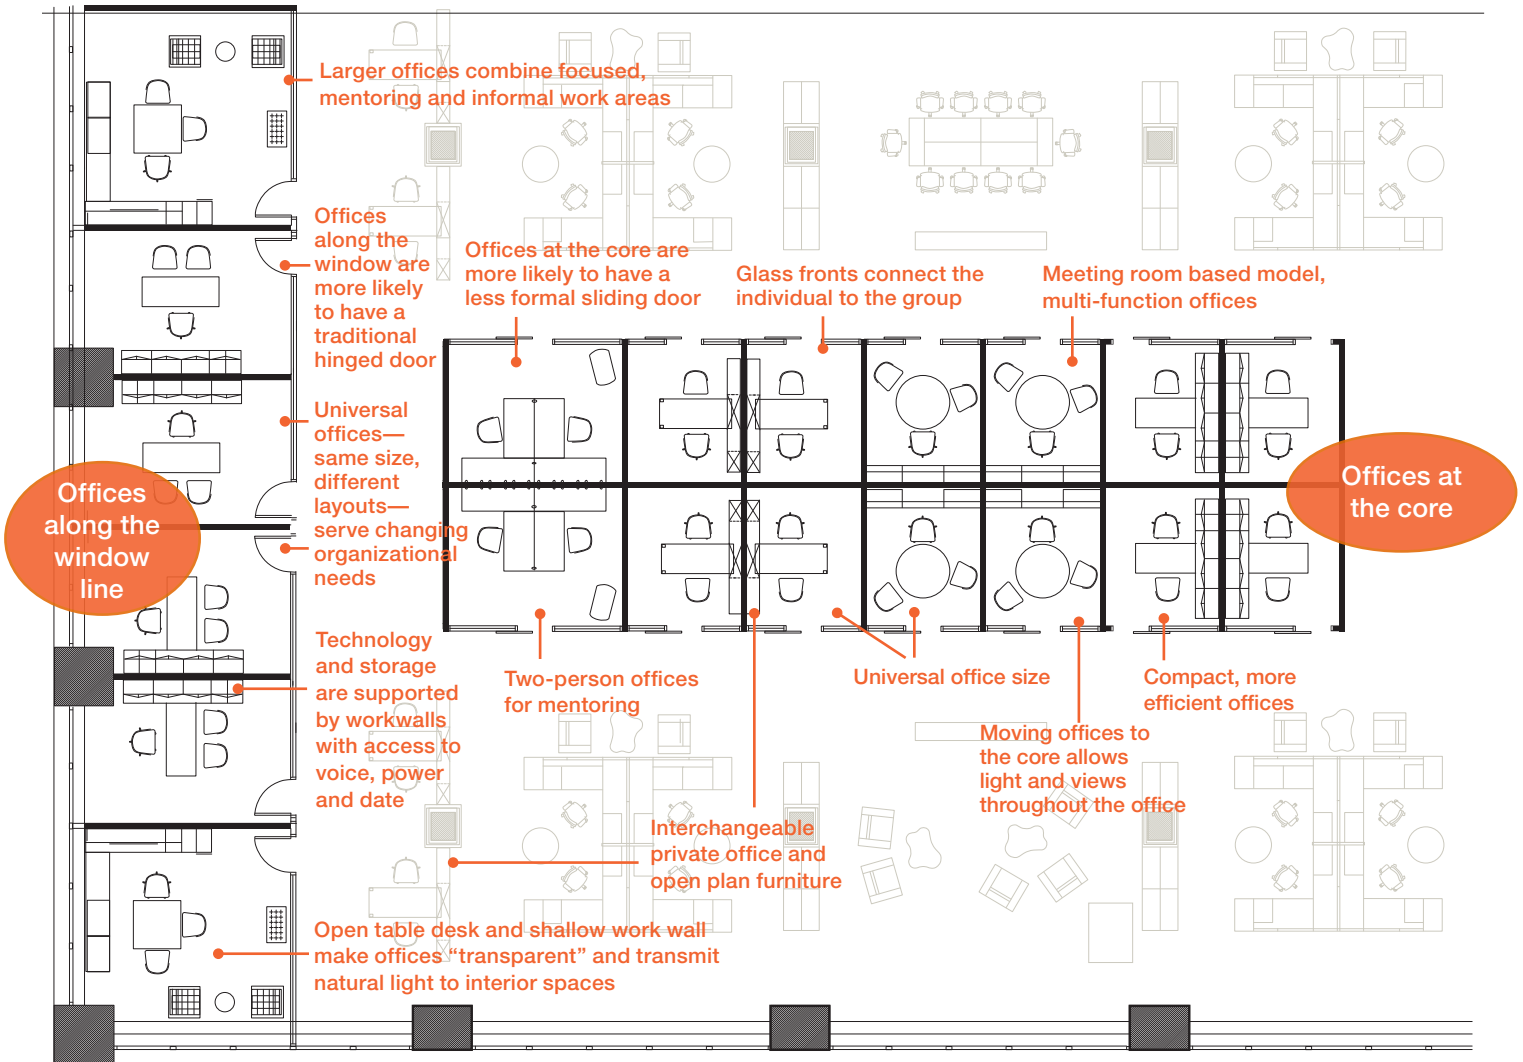 Larger offices combine focused,
mentoring and informal work areas
Offices
along the
window are
more likely
to have a
traditional
hinged door
Offices at the core are
more likely to have a
less formal sliding door
Glass fronts connect the
individual to the group
Meeting room based model,
multi-function offices
Universal
offices—
same size,
different
layouts—
serve changing
organizational
needs
Offices
along the
window
line
Offices at
the core
Technology
and storage
are supported
by workwalls
with access to
voice, power
and date
Two-person offices
for mentoring
Universal office size
Compact, more
efficient offices
Moving offices to
the core allows
light and views
throughout the office
Interchangeable
private office and
open plan furniture
Open table desk and shallow work wall
make offices “transparent” and transmit
natural light to interior spaces